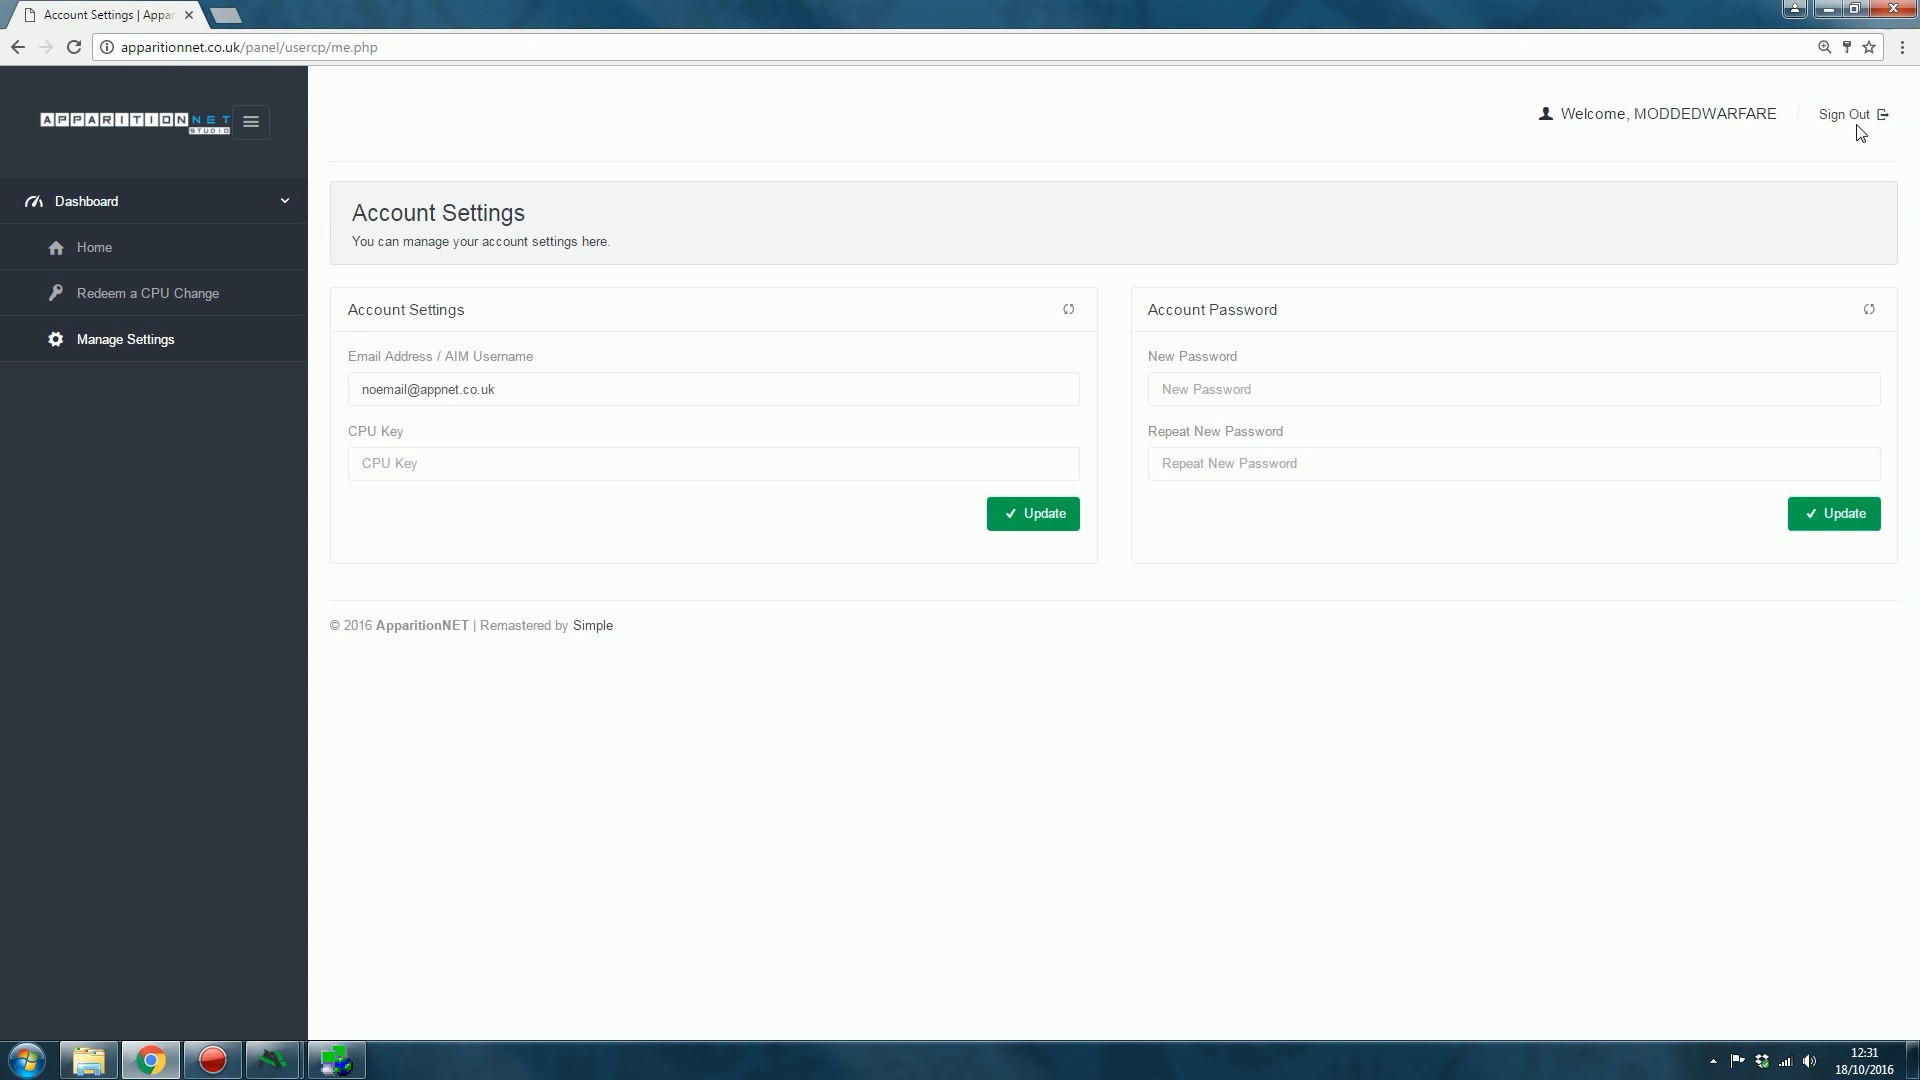 Account Settings | Appar
apparitionnet.co.uk/panel/usercp/me.php
APPARITIONNET
STUDIO
Welcome, MODDEDWARFARE
Sign Out
Dashboard
Home
Redeem a CPU Change
Manage Settings
Account Settings
You can manage your account settings here.
Account Settings
Email Address / AIM Username
noemail@appnet.co.uk
CPU Key
CPU Key
Update
Account Password
New Password
New Password
Repeat New Password
Repeat New Password
Update
© 2016 ApparitionNET | Remastered by Simple
12:31
18/10/2016